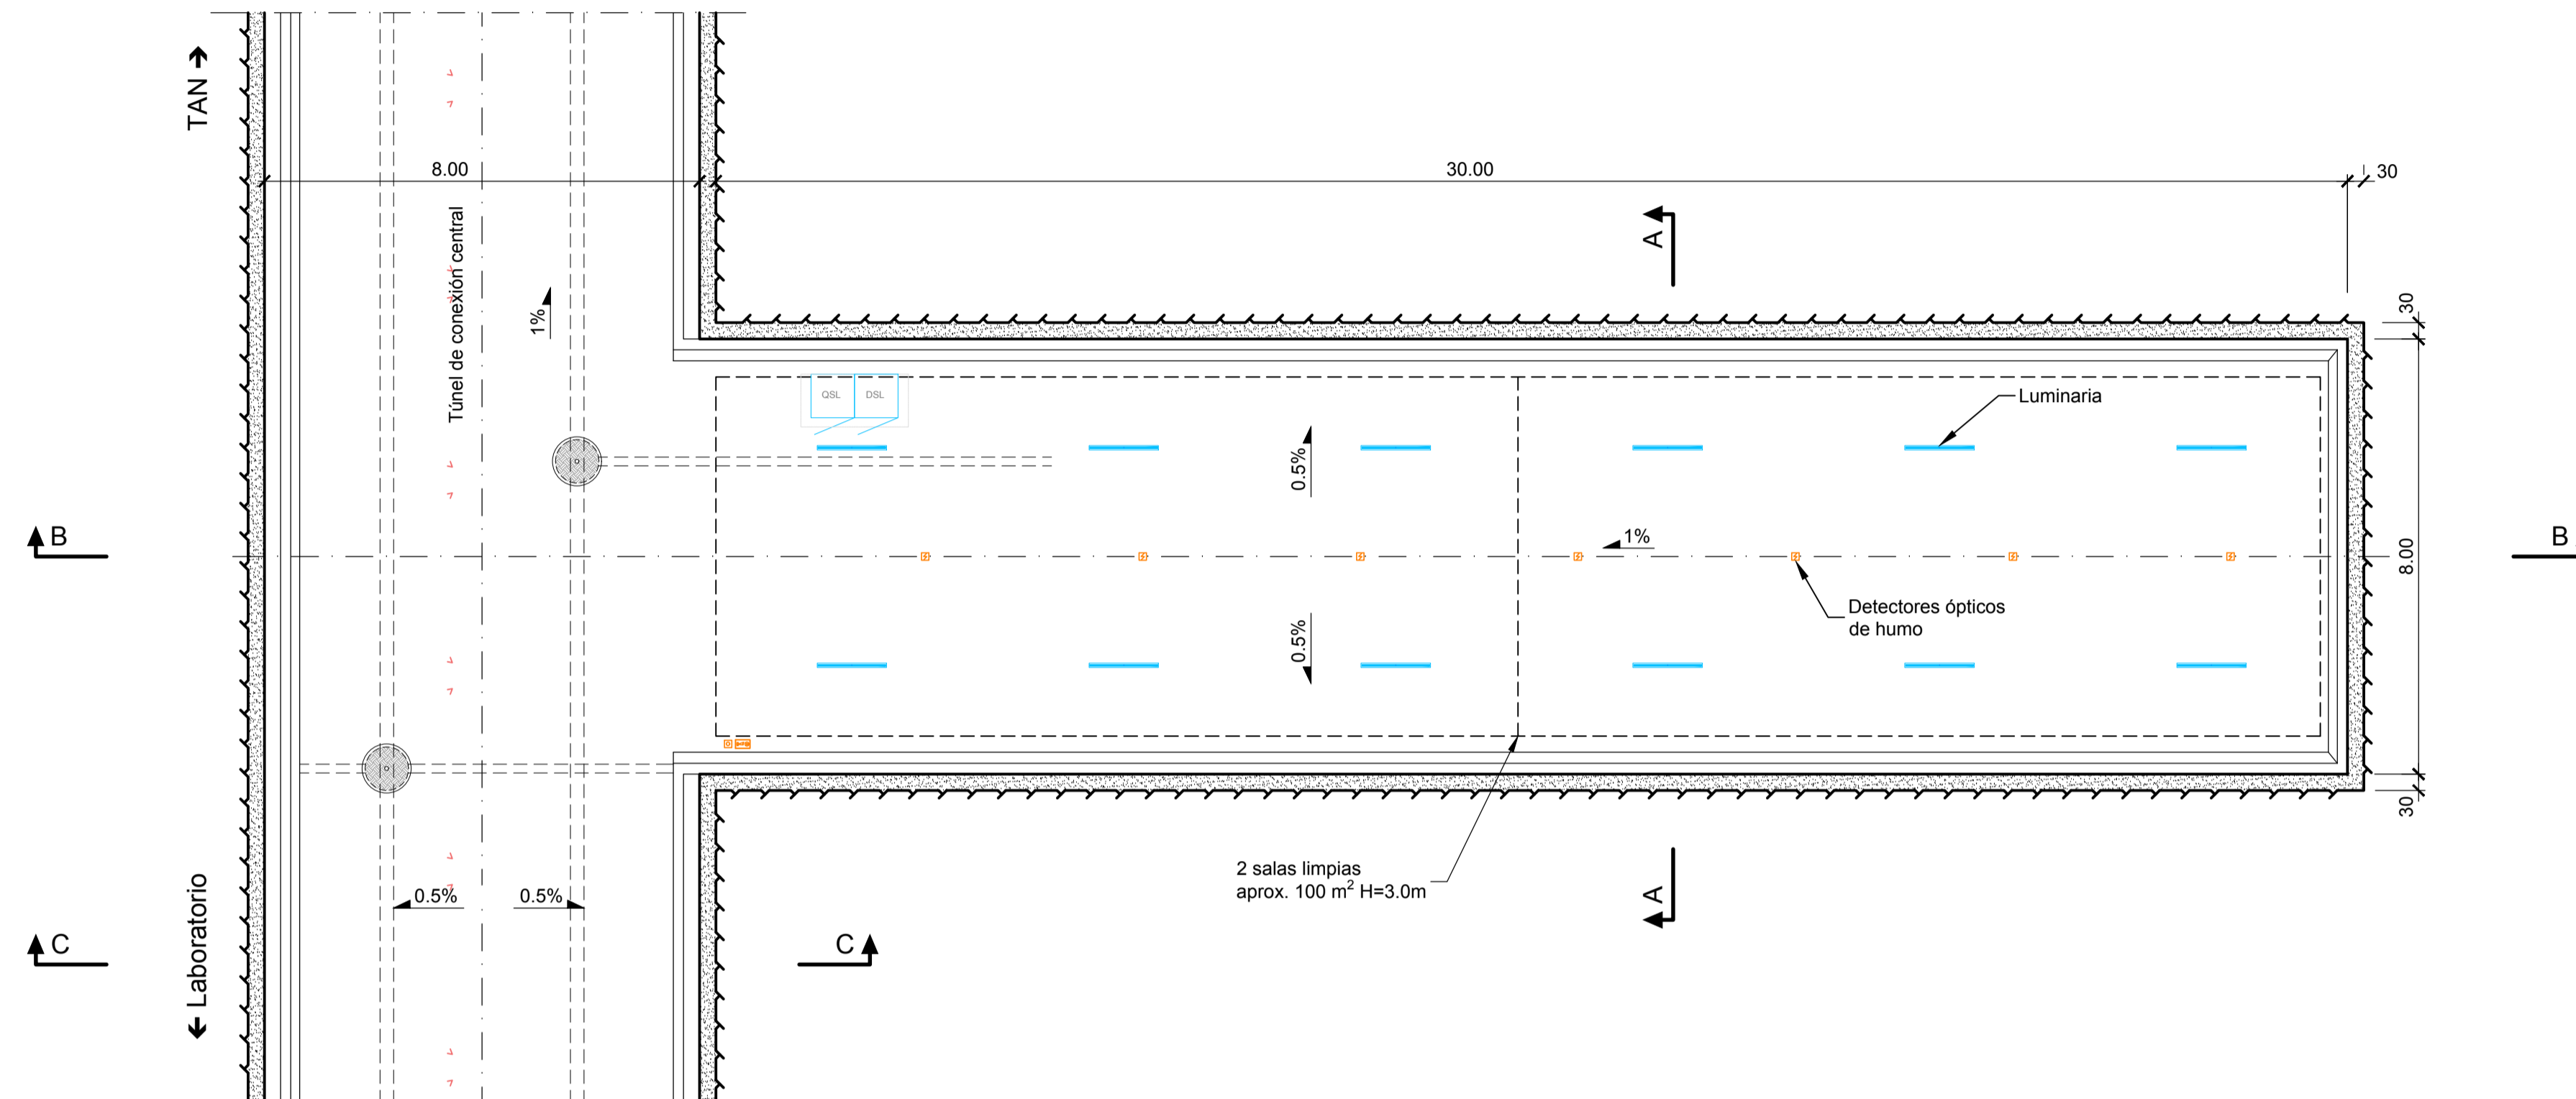 TAN →
8.00
30.00
30
Túnel de conexión central
A
1%
30
QSL
DSL
Luminaria
0.5%
B
1%
8.00
B
Detectores ópticos
de humo
0.5%
30
2 salas limpias
aprox. 100 m² H=3.0m
← Laboratorio
0.5%
0.5%
A
C
C